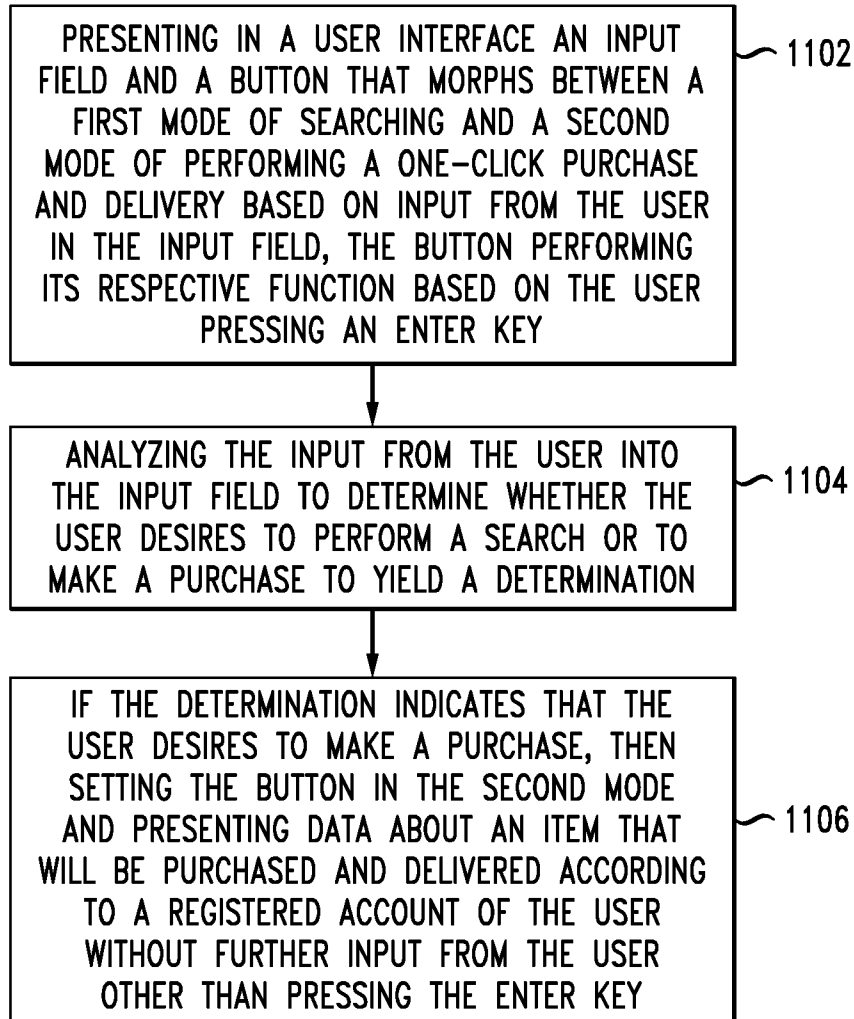 PRESENTING IN A USER INTERFACE AN INPUT
FIELD AND A BUTTON THAT MORPHS BETWEEN A
FIRST MODE OF SEARCHING AND A SECOND
MODE OF PERFORMING A ONE-CLICK PURCHASE
AND DELIVERY BASED ON INPUT FROM THE USER
IN THE INPUT FIELD, THE BUTTON PERFORMING
ITS RESPECTIVE FUNCTION BASED ON THE USER
PRESSING AN ENTER KEY
1102
ANALYZING THE INPUT FROM THE USER INTO
THE INPUT FIELD TO DETERMINE WHETHER THE
USER DESIRES TO PERFORM A SEARCH OR TO
MAKE A PURCHASE TO YIELD A DETERMINATION
1104
IF THE DETERMINATION INDICATES THAT THE
USER DESIRES TO MAKE A PURCHASE, THEN
SETTING THE BUTTON IN THE SECOND MODE
AND PRESENTING DATA ABOUT AN ITEM THAT
WILL BE PURCHASED AND DELIVERED ACCORDING
TO A REGISTERED ACCOUNT OF THE USER
WITHOUT FURTHER INPUT FROM THE USER
OTHER THAN PRESSING THE ENTER KEY
1106